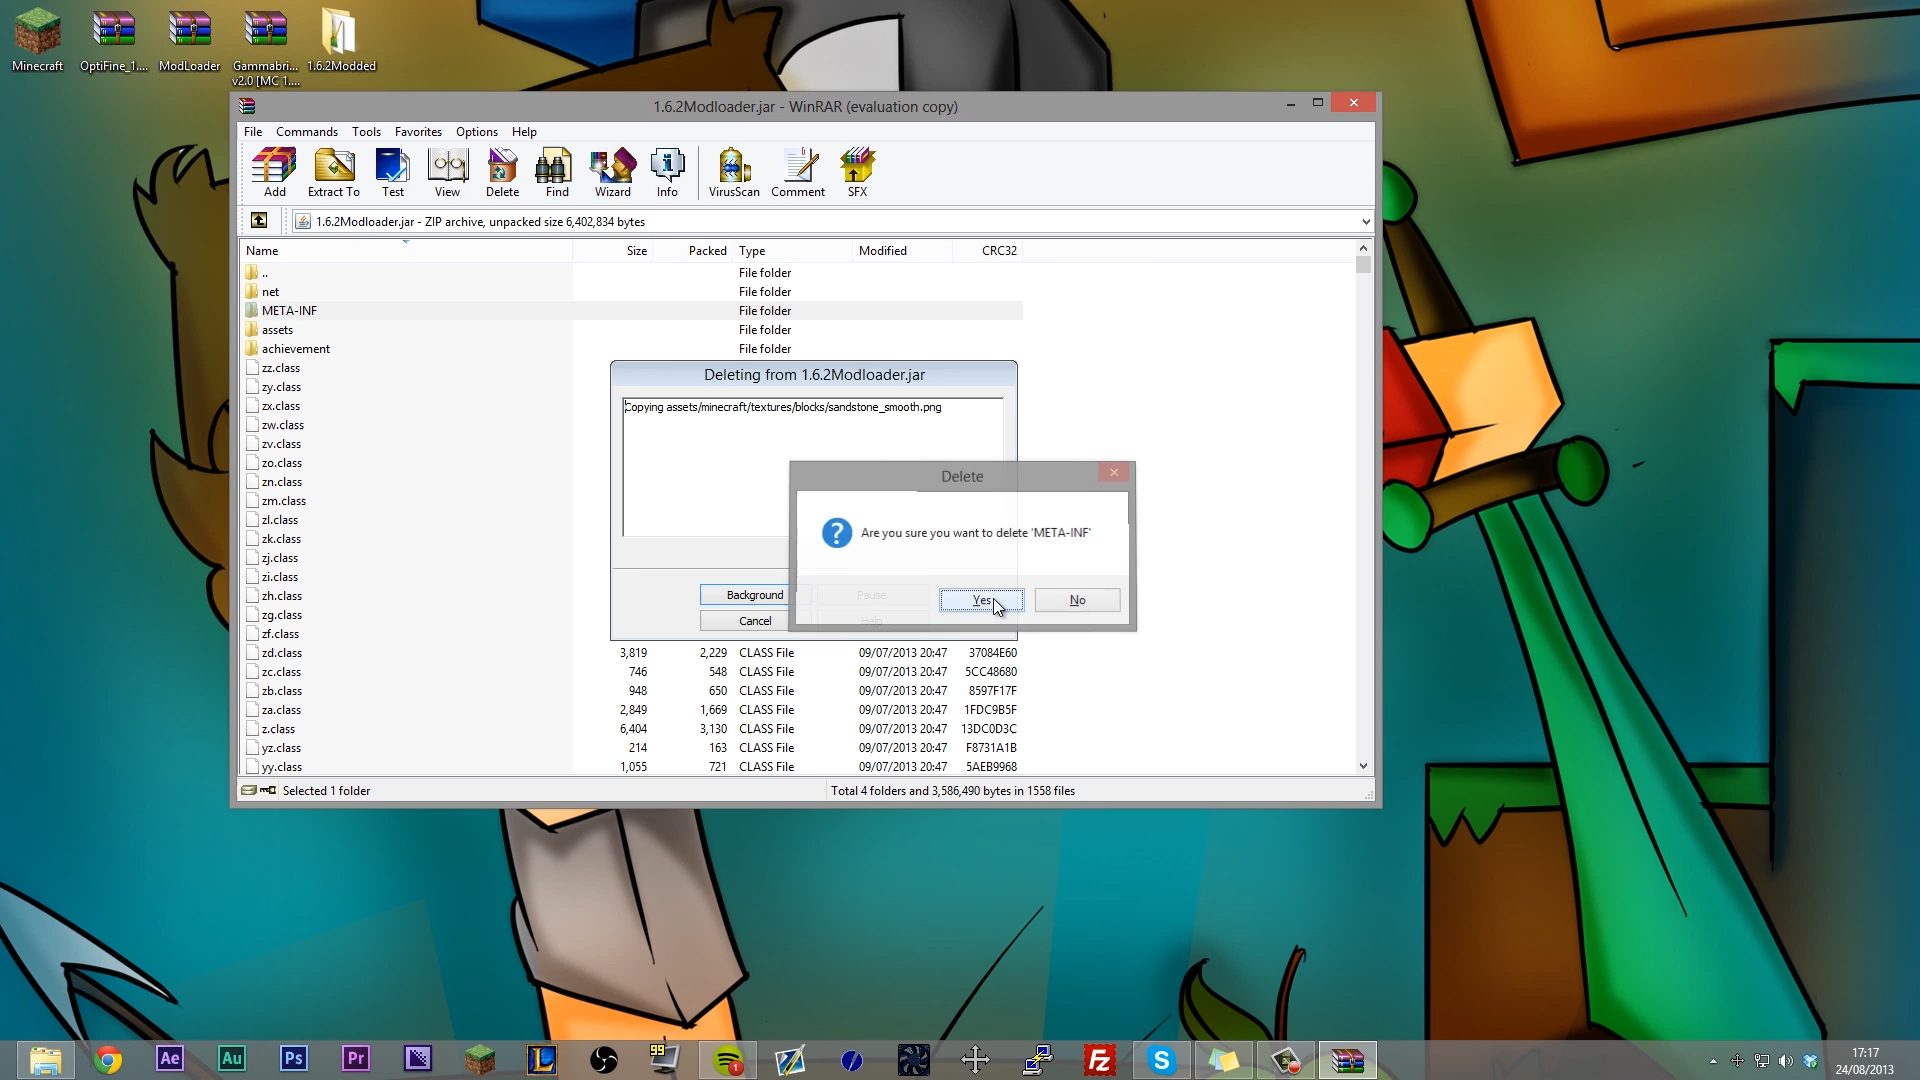 Minecraft
OptiFine_1....
ModLoader
Gammabri...
v2.0 [MC 1....
1.6.2Modded
1.6.2Modloader.jar - WinRAR (evaluation copy)
File Commands Tools Favorites Options Help
Add Extract To Test View Delete Find Wizard Info VirusScan Comment SFX
1.6.2Modloader.jar - ZIP archive, unpacked size 6,402,834 bytes
Name Size Packed Type Modified CRC32
.. File folder
net File folder
META-INF File folder
assets File folder
achievement File folder
zz.class
zy.class
zx.class
zw.class
zv.class
zo.class
zn.class
zm.class
zl.class
zk.class
zj.class
zi.class
zh.class
zg.class
zf.class
zd.class 3,819 2,229 CLASS File 09/07/2013 20:47 37084E60
zc.class 746 548 CLASS File 09/07/2013 20:47 5CC48680
zb.class 948 650 CLASS File 09/07/2013 20:47 8597F17F
za.class 2,849 1,669 CLASS File 09/07/2013 20:47 1FDC9B5F
z.class 6,404 3,130 CLASS File 09/07/2013 20:47 13DC0D3C
yz.class 214 163 CLASS File 09/07/2013 20:47 F8731A1B
yy.class 1,055 721 CLASS File 09/07/2013 20:47 5AEB9968
Deleting from 1.6.2Modloader.jar
Copying assets/minecraft/textures/blocks/sandstone_smooth.png
Background Pause
Cancel Help
Delete
Are you sure you want to delete 'META-INF'
Yes No
Selected 1 folder
Total 4 folders and 3,586,490 bytes in 1558 files
Ae Au Ps Pr L 99 1 Fz S
17:17
24/08/2013